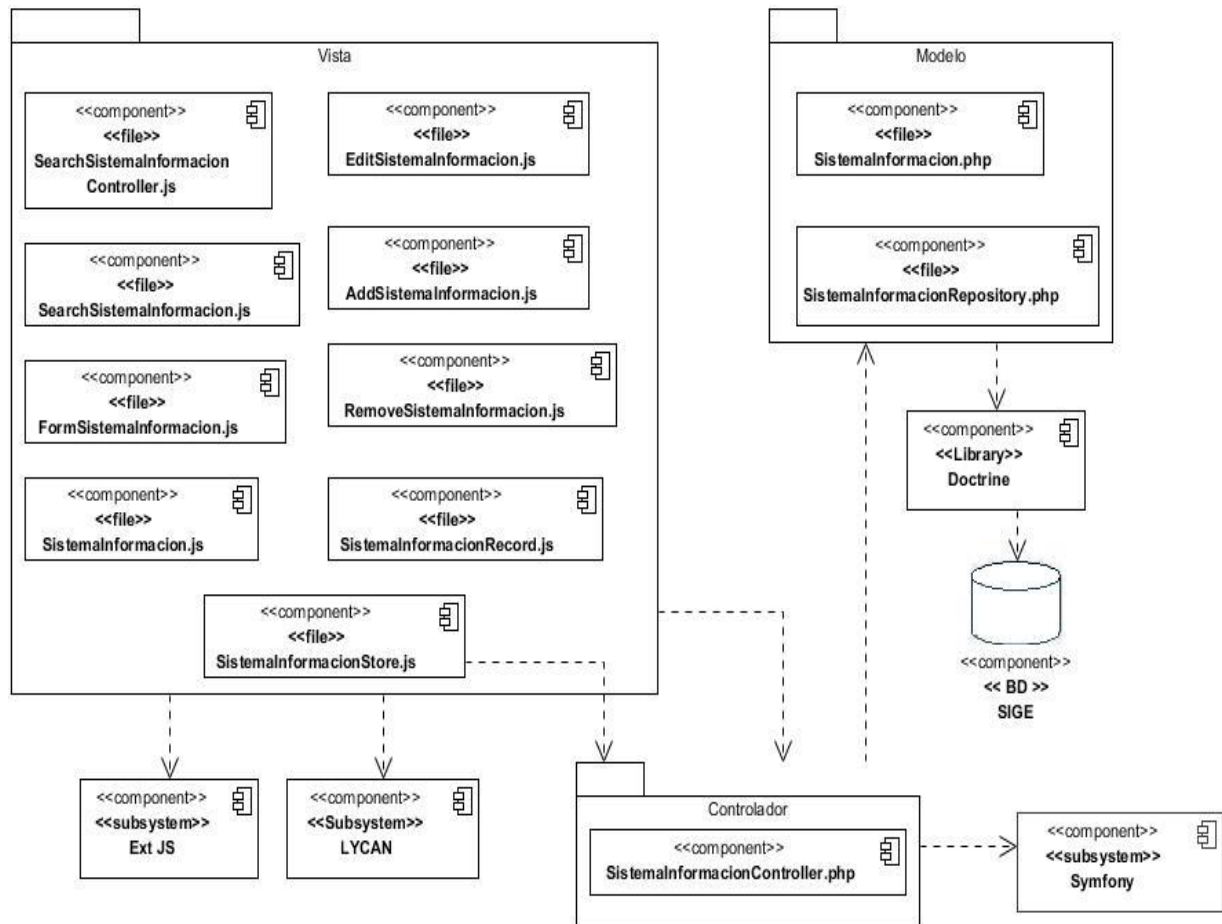 Vista
<<component>>
<<file>>
SearchSistemaInformacion
Controller.js
<<component>>
<<file>>
EditSistemaInformacion.js
<<component>>
<<file>>
SearchSistemaInformacion.js
<<component>>
<<file>>
AddSistemaInformacion.js
<<component>>
<<file>>
FormSistemaInformacion.js
<<component>>
<<file>>
RemoveSistemaInformacion.js
<<component>>
<<file>>
SistemaInformacion.js
<<component>>
<<file>>
SistemaInformacionRecord.js
<<component>>
<<file>>
SistemaInformacionStore.js
Modelo
<<component>>
<<file>>
SistemaInformacion.php
<<component>>
<<file>>
SistemaInformacionRepository.php
<<component>>
<<Library>>
Doctrine
<<component>>
<< BD >>
SIGE
<<component>>
<<subsystem>>
Ext JS
<<component>>
<<Subsystem>>
LYCAN
Controlador
<<component>>
SistemaInformacionController.php
<<component>>
<<subsystem>>
Symfony